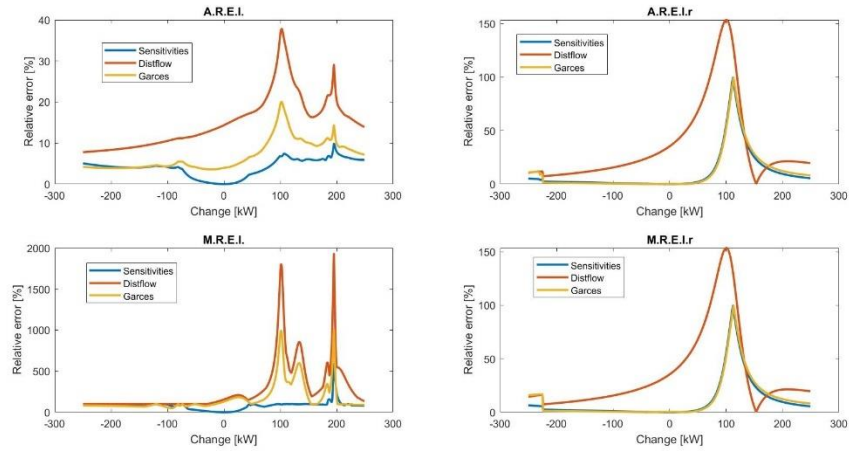 A.R.E.I.
40
30
20
10
0
Relative error [%]
Sensitivities
Distflow
Garces
-300 -200 -100 0 100 200 300
Change [kW]
A.R.E.I.r
150
100
50
0
Relative error [%]
Sensitivities
Distflow
Garces
-300 -200 -100 0 100 200 300
Change [kW]
M.R.E.I.
2000
1500
1000
500
0
Relative error [%]
Sensitivities
Distflow
Garces
-300 -200 -100 0 100 200 300
Change [kW]
M.R.E.I.r
150
100
50
0
Relative error [%]
Sensitivities
Distflow
Garces
-300 -200 -100 0 100 200 300
Change [kW]